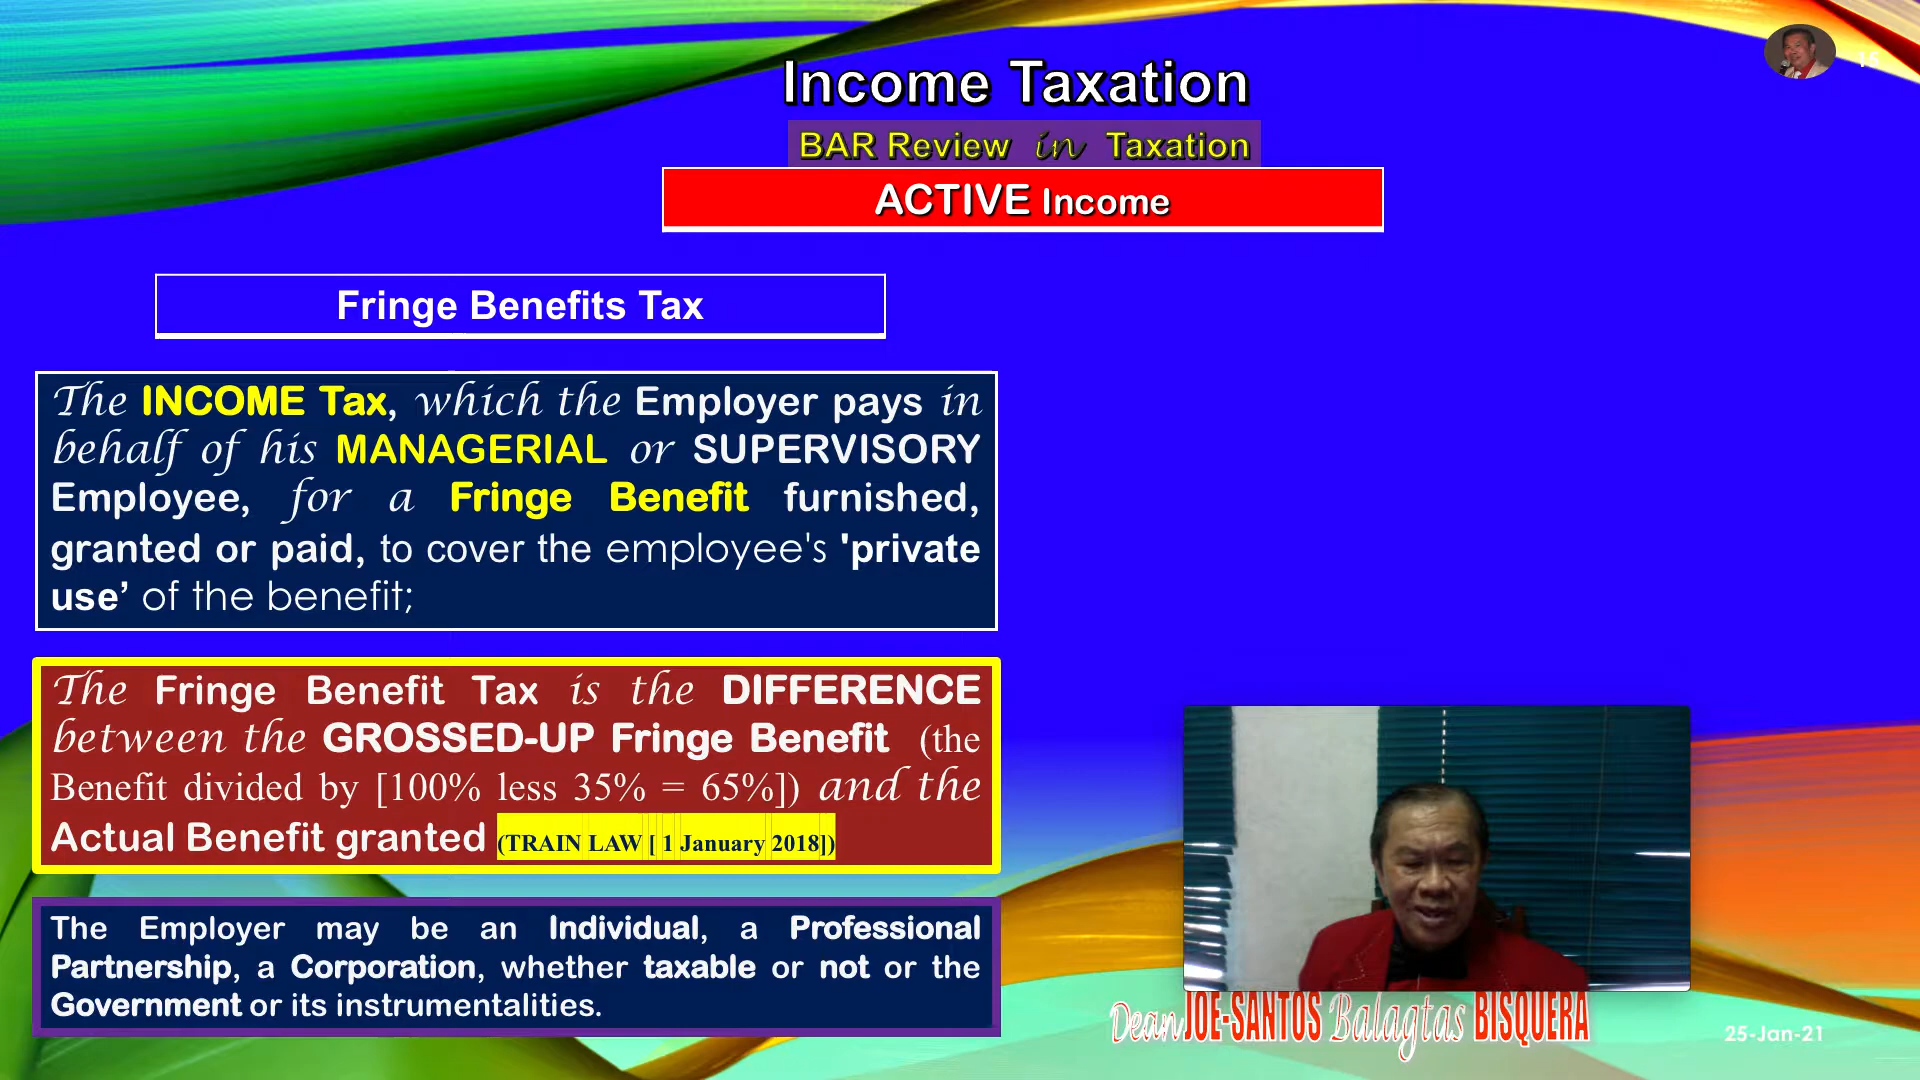 15
Income Taxation
BAR Review in Taxation
ACTIVE Income
Fringe Benefits Tax
The INCOME Tax, which the Employer pays in
behalf of his MANAGERIAL or SUPERVISORY
Employee, for a Fringe Benefit furnished,
granted or paid, to cover the employee's 'private
use’ of the benefit;
The Fringe Benefit Tax is the DIFFERENCE
between the GROSSED-UP Fringe Benefit (the
Benefit divided by [100% less 35% = 65%]) and the
Actual Benefit granted (TRAIN LAW [ 1 January 2018])
The Employer may be an Individual, a Professional
Partnership, a Corporation, whether taxable or not or the
Government or its instrumentalities.
Dean JOE-SANTOS Balagtas BISQUERA
25-Jan-21